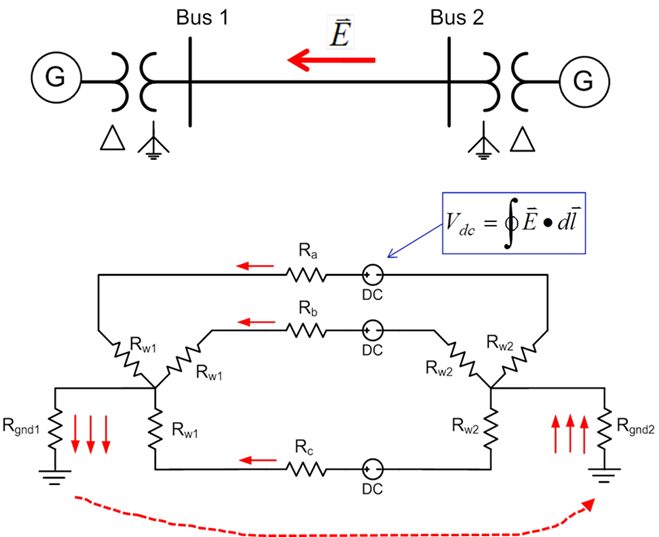 Bus 1
Bus 2
E⃗
G
G
Δ
Δ
V_dc = ∮ E⃗ • dl⃗
R_a
DC
R_b
DC
R_w1
R_w1
R_w2
R_w2
R_gnd1
R_w1
R_w2
R_gnd2
R_c
DC